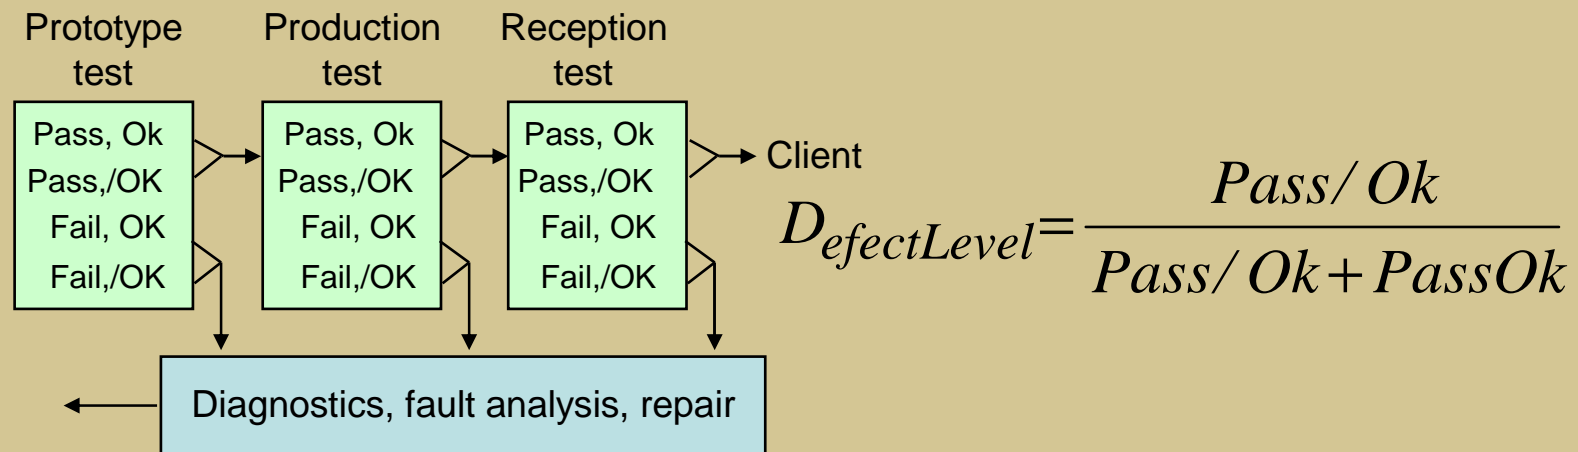 Prototype test
Production test
Reception test
Pass, Ok
Pass,/OK
Fail, OK
Fail,/OK
Pass, Ok
Pass,/OK
Fail, OK
Fail,/OK
Pass, Ok
Pass,/OK
Fail, OK
Fail,/OK
Client
DefectLevel = Pass/ Ok
Pass/ Ok + PassOk
Diagnostics, fault analysis, repair